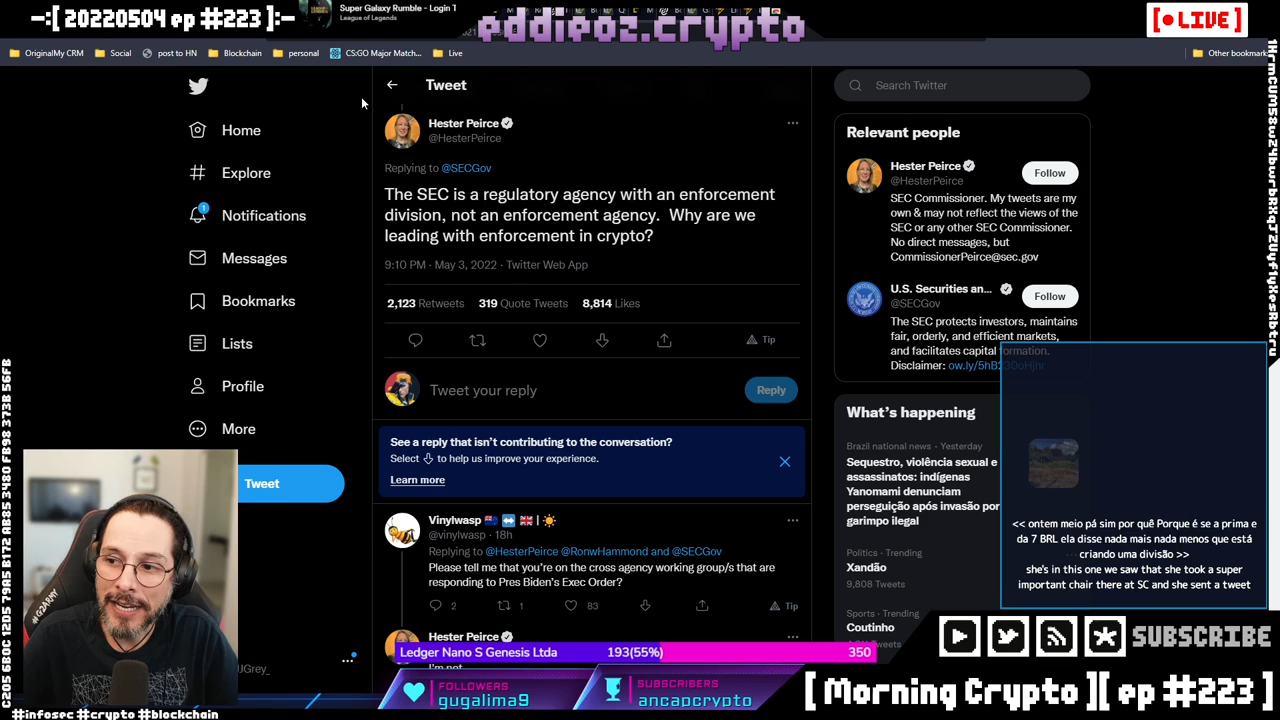 –:[ 20220504 ep #223 ]:–
Super Galaxy Rumble - Login
League of Legends
eddieoz.crypto
[• LIVE ]
OriginalMy CRM
Social
post to HN
Blockchain
personal
CS:GO Major Match...
Live
Other bookmark
Home
Explore
1
Notifications
Messages
Bookmarks
Lists
Profile
More
Tweet
Tweet
Hester Peirce
@HesterPeirce
Replying to @SECGov
The SEC is a regulatory agency with an enforcement
division, not an enforcement agency. Why are we
leading with enforcement in crypto?
9:10 PM · May 3, 2022 · Twitter Web App
2,123 Retweets 319 Quote Tweets 8,814 Likes
Tip
Tweet your reply
Reply
See a reply that isn't contributing to the conversation?
Select to help us improve your experience.
Learn more
Vinylwasp
@vinylwasp · 18h
Replying to @HesterPeirce @RonwHammond and @SECGov
Please tell me that you're on the cross agency working group/s that are
responding to Pres Biden's Exec Order?
2
1
83
Tip
Hester Peirce
I'm not
Search Twitter
Relevant people
Hester Peirce
@HesterPeirce
Follow
SEC Commissioner. My tweets are my
own & may not reflect the views of the
SEC or any other SEC Commissioner.
No direct messages, but
CommissionerPeirce@sec.gov
U.S. Securities an...
@SECGov
Follow
The SEC protects investors, maintains
fair, orderly, and efficient markets,
and facilitates capital formation.
Disclaimer:
What's happening
Brazil national news · Yesterday
Sequestro, violência sexual e
assassinatos: indígenas
Yanomami denunciam
perseguição após invasão por
garimpo ilegal
Politics · Trending
Xandão
9,808 Tweets
Sports · Trending
Coutinho
<< ontem meio pá sim por quê Porque é se a prima e
da 7 BRL ela disse nada mais nada menos que está
criando uma divisão >>
she's in this one we saw that she took a super
important chair there at SC and she sent a tweet
Ledger Nano S Genesis Ltda 193(55%) 350
FOLLOWERS
gugalima9
SUBSCRIBERS
ancapcrypto
SUBSCRIBE
[ Morning Crypto ][ ep #223 ]
#infosec #crypto #blockchain
#G2ARMY